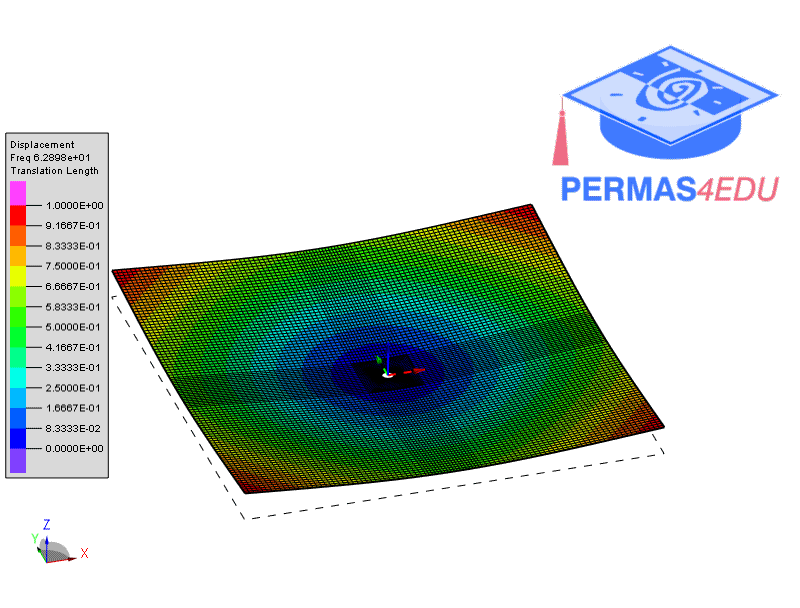 PERMAS4EDU
Displacement
Freq 6.2898e+01
Translation Length
1.0000E+00
9.1667E-01
8.3333E-01
7.5000E-01
6.6667E-01
5.8333E-01
5.0000E-01
4.1667E-01
3.3333E-01
2.5000E-01
1.6667E-01
8.3333E-02
0.0000E+00
Z
Y
X